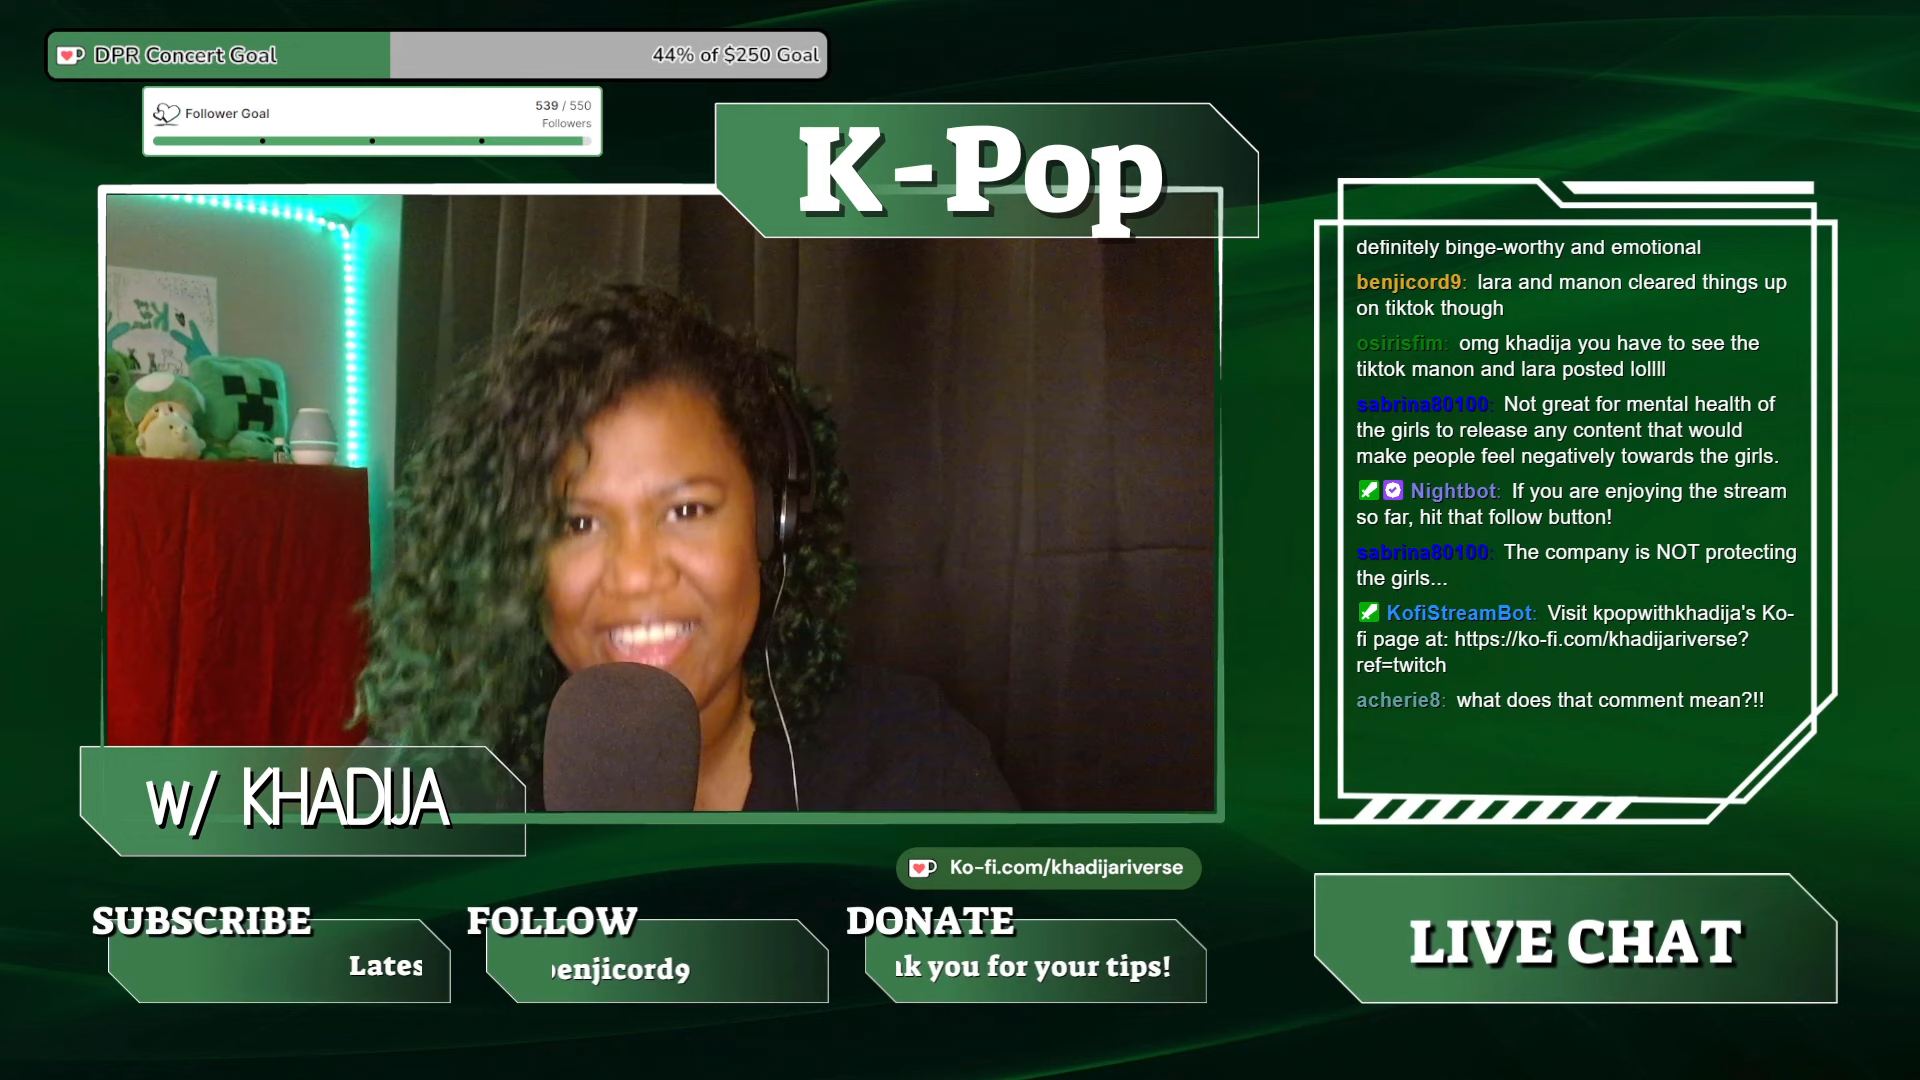 DPR Concert Goal
44% of $250 Goal
Follower Goal
539 / 550
Followers
K-Pop
w/ KHADIJA
definitely binge-worthy and emotional
benjicord9: lara and manon cleared things up
on tiktok though
osirisfim: omg khadija you have to see the
tiktok manon and lara posted lollll
sabrina80100: Not great for mental health of
the girls to release any content that would
make people feel negatively towards the girls.
Nightbot: If you are enjoying the stream
so far, hit that follow button!
sabrina80100: The company is NOT protecting
the girls...
KofiStreamBot: Visit kpopwithkhadija's Ko-
fi page at: https://ko-fi.com/khadijariverse?
ref=twitch
acherie8: what does that comment mean?!!
Ko-fi.com/khadijariverse
SUBSCRIBE
Lates
FOLLOW
enjicord9
DONATE
nk you for your tips!
LIVE CHAT